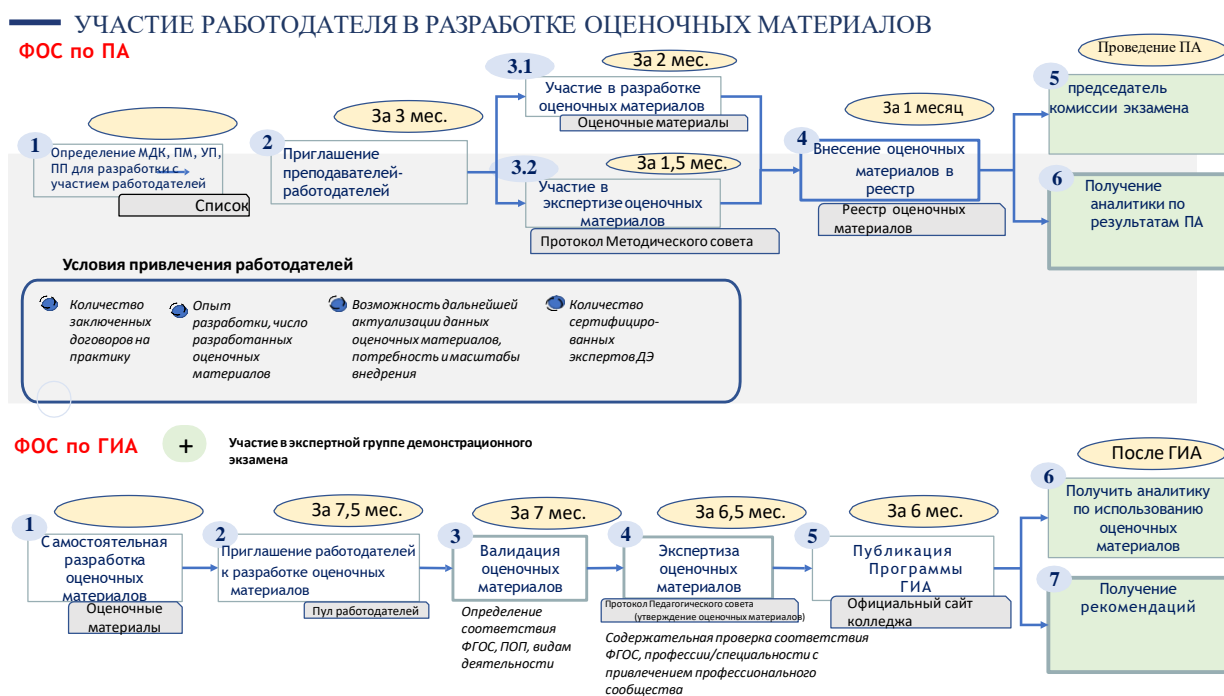 УЧАСТИЕ РАБОТОДАТЕЛЯ В РАЗРАБОТКЕ ОЦЕНОЧНЫХ МАТЕРИАЛОВ
ФОС по ПА
1
Определение МДК, ПМ, УП,
ПП для разработки с
участием работодателей
Список
За 3 мес.
2
Приглашение
преподавателей-
работодателей
За 2 мес.
3.1
Участие в разработке
оценочных материалов
Оценочные материалы
За 1,5 мес.
3.2
Участие в
экспертизе оценочных
материалов
Протокол Методического совета
За 1 месяц
4
Внесение оценочных
материалов в
реестр
Реестр оценочных
материалов
Проведение ПА
5
председатель
комиссии экзамена
6
Получение
аналитики по
результатам ПА
Условия привлечения работодателей
Количество
заключенных
договоров на
практику
Опыт
разработки, число
разработанных
оценочных
материалов
Возможность дальнейшей
актуализации данных
оценочных материалов,
потребность и масштабы
внедрения
Количество
сертифициро-
ванных
экспертов ДЭ
ФОС по ГИА
+
Участие в экспертной группе демонстрационного
экзамена
1
Самостоятельная
разработка
оценочных
материалов
Оценочные
материалы
За 7,5 мес.
2
Приглашение работодателей
к разработке оценочных
материалов
Пул работодателей
За 7 мес.
3
Валидация
оценочных
материалов
Определение
соответствия
ФГОС, ПОП, видам
деятельности
За 6,5 мес.
4
Экспертиза
оценочных
материалов
Протокол Педагогического совета
(утверждение оценочных материалов)
Содержательная проверка соответствия
ФГОС, профессии/специальности с
привлечением профессионального
сообщества
За 6 мес.
5
Публикация
Программы
ГИА
Официальный сайт
колледжа
После ГИА
6
Получить аналитику
по использованию
оценочных
материалов
7
Получение
рекомендаций